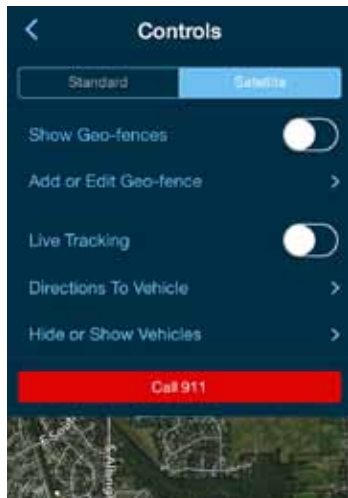 Controls
Standard Satellite
Show Geo-fences
Add or Edit Geo-fence
Live Tracking
Directions To Vehicle
Hide or Show Vehicles
Call 911